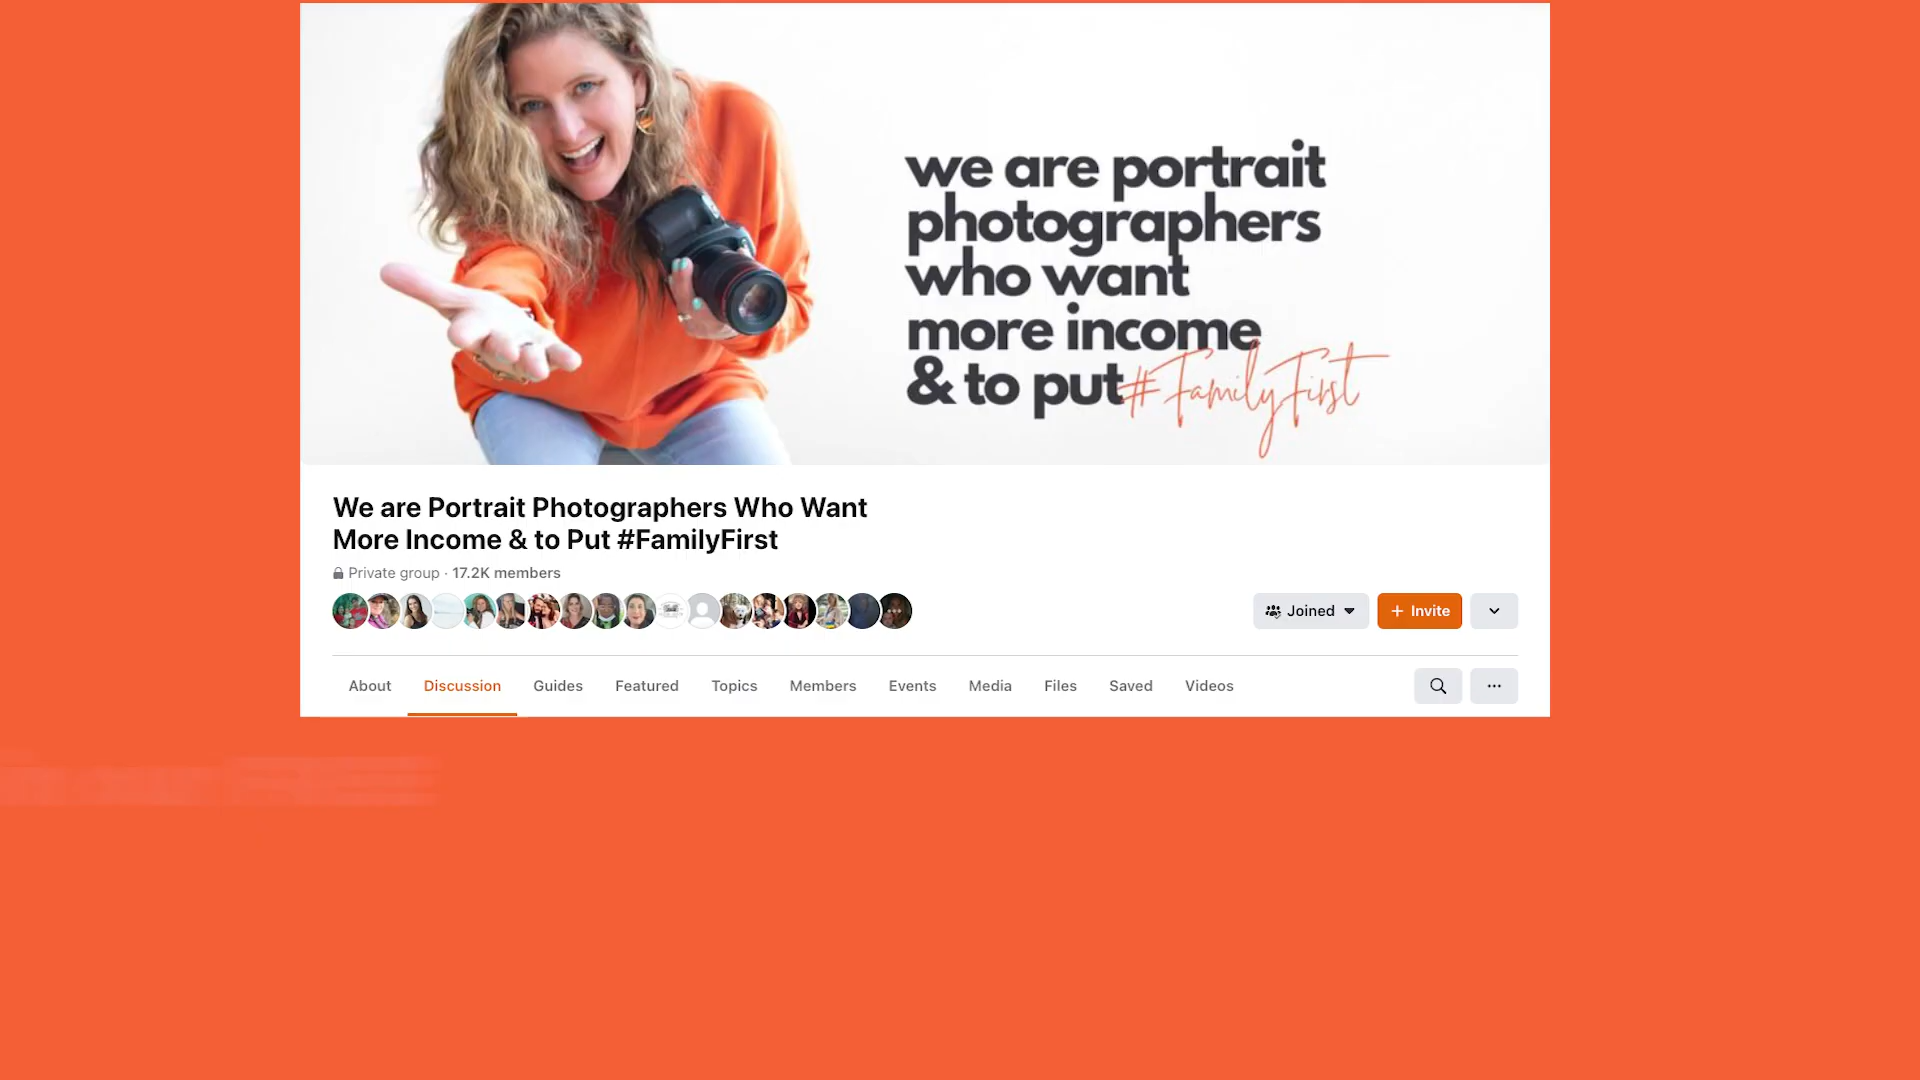 we are portrait
photographers
who want
more income
& to put #FamilyFirst
We are Portrait Photographers Who Want
More Income & to Put #FamilyFirst
Private group · 17.2K members
Joined
+ Invite
About Discussion Guides Featured Topics Members Events Media Files Saved Videos